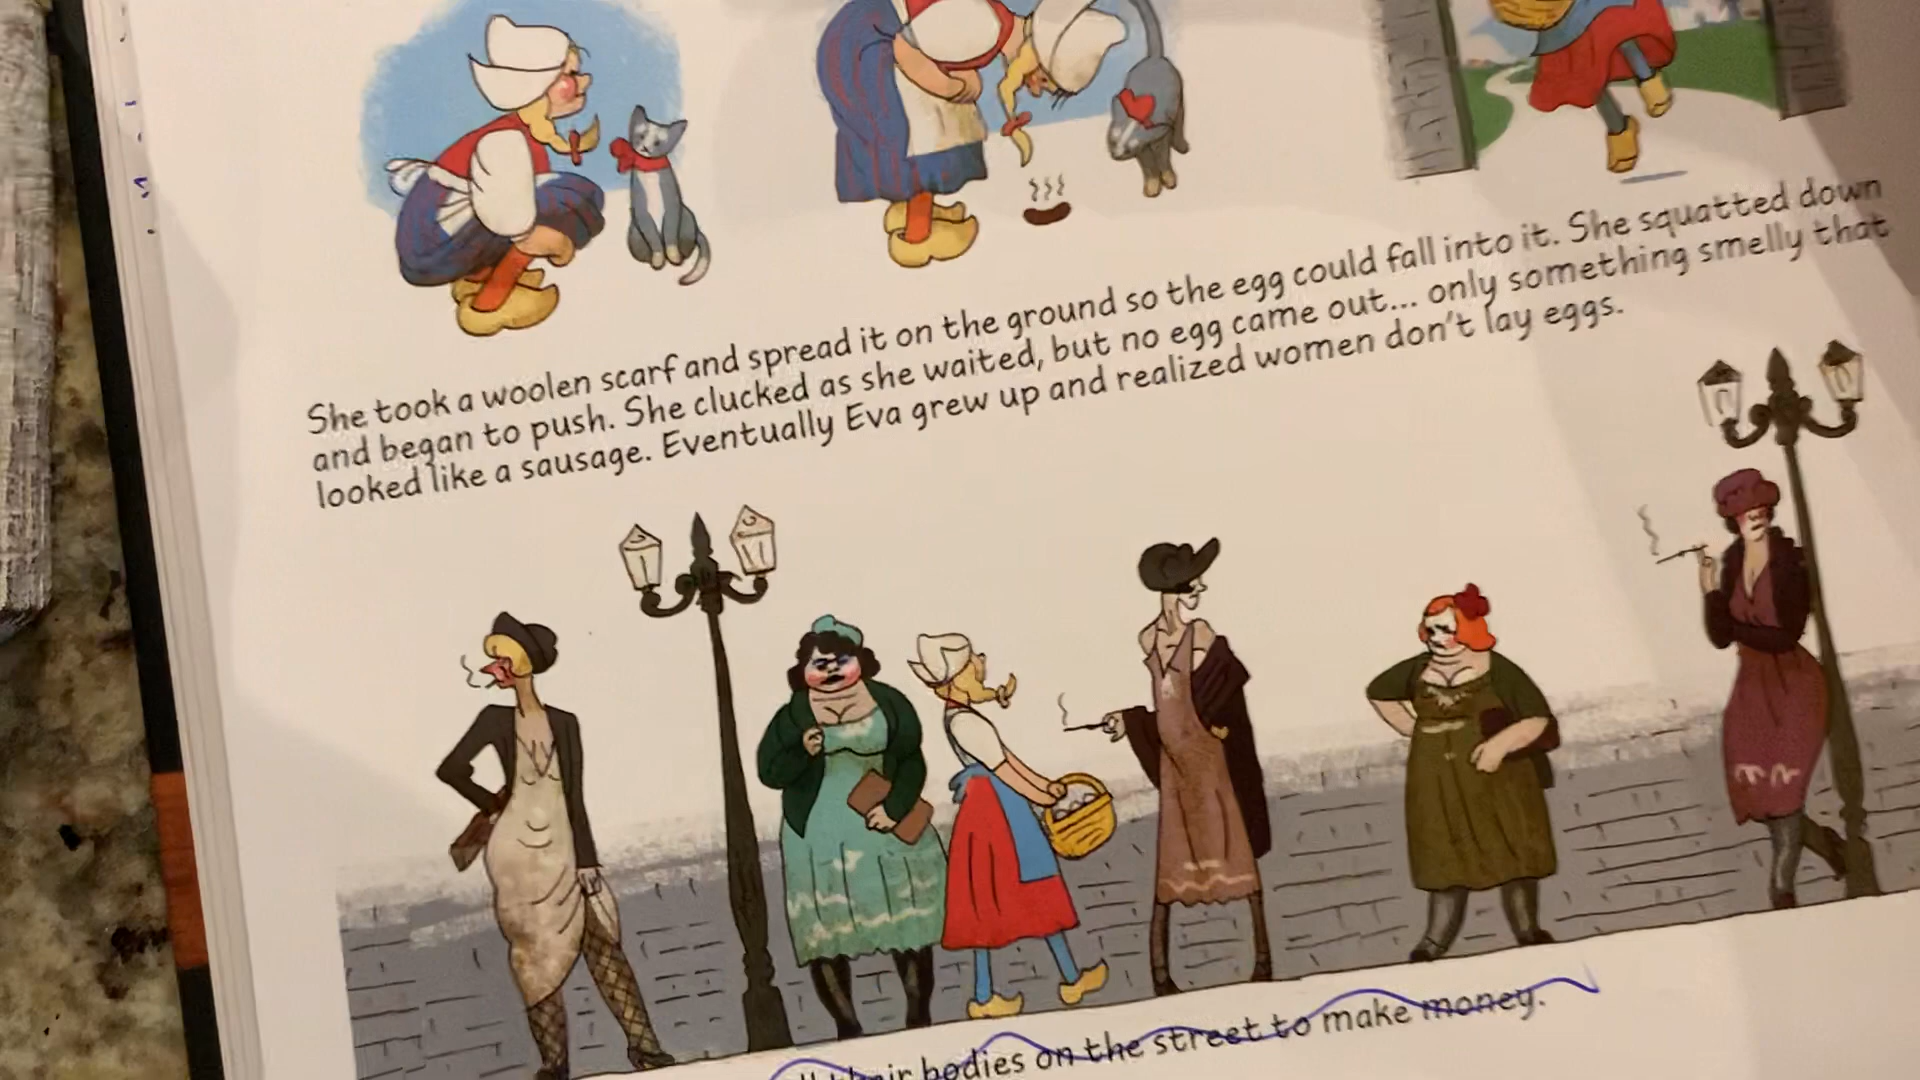 She took a woolen scarf and spread it on the ground so the egg could fall into it. She squatted down
and began to push. She clucked as she waited, but no egg came out... only something smelly that
looked like a sausage. Eventually Eva grew up and realized women don't lay eggs.
bodies on the street to make money.